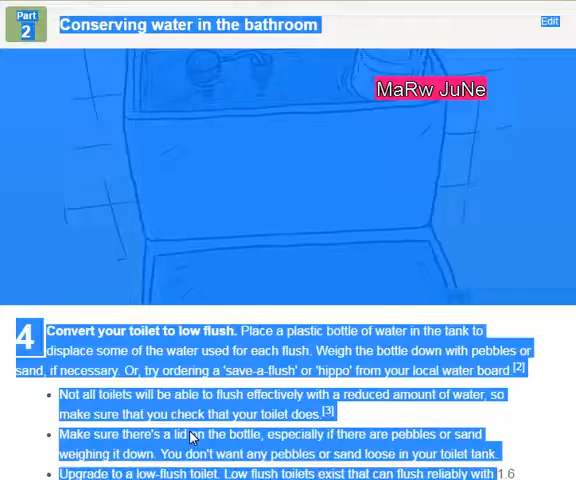 Part
2
Conserving water in the bathroom
Edit
MaRw JuNe
4
Convert your toilet to low flush. Place a plastic bottle of water in the tank to
displace some of the water used for each flush. Weigh the bottle down with pebbles or
sand, if necessary. Or, try ordering a 'save-a-flush' or 'hippo' from your local water board.[2]
Not all toilets will be able to flush effectively with a reduced amount of water, so
make sure that you check that your toilet does.[3]
Make sure there's a lid on the bottle, especially if there are pebbles or sand
weighing it down. You don't want any pebbles or sand loose in your toilet tank.
Upgrade to a low-flush toilet. Low flush toilets exist that can flush reliably with 1.6